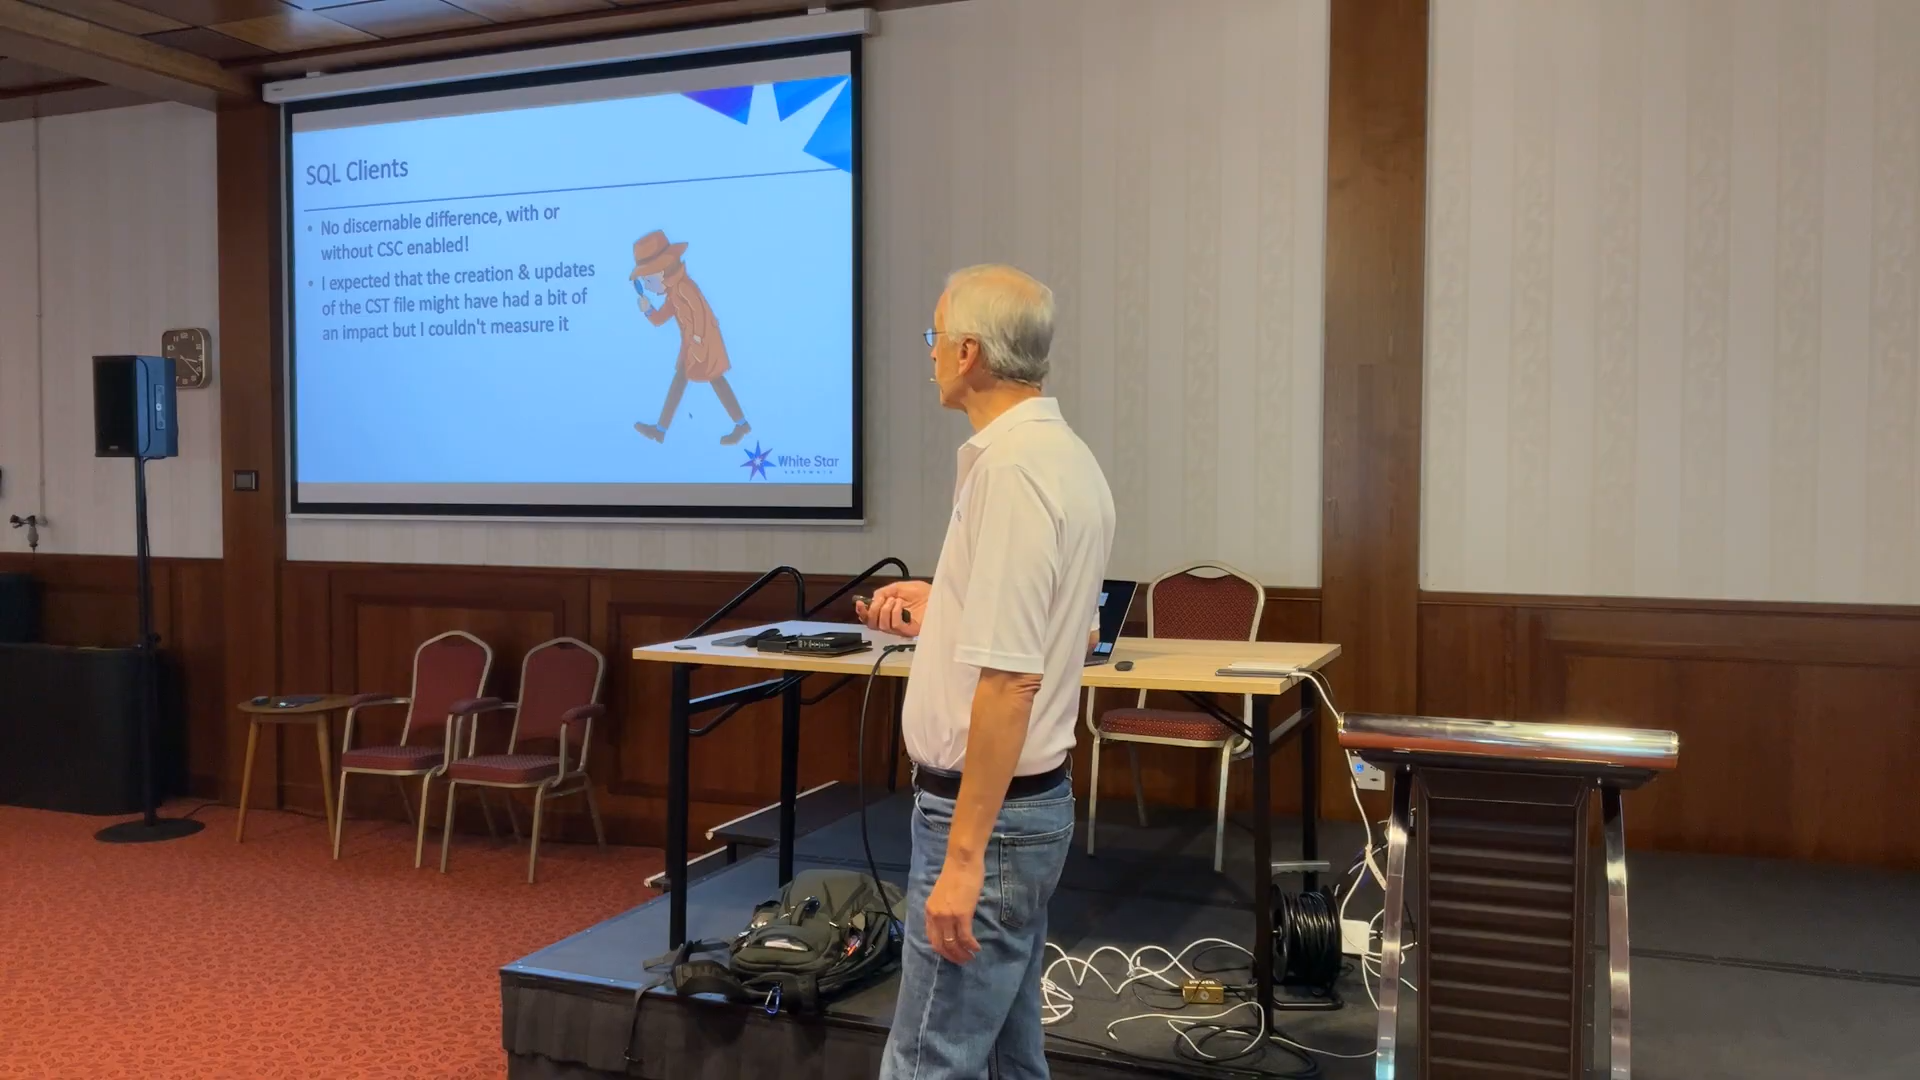 SQL Clients
• No discernable difference, with or
without CSC enabled!
• I expected that the creation & updates
of the CST file might have had a bit of
an impact but I couldn't measure it
White Star
software